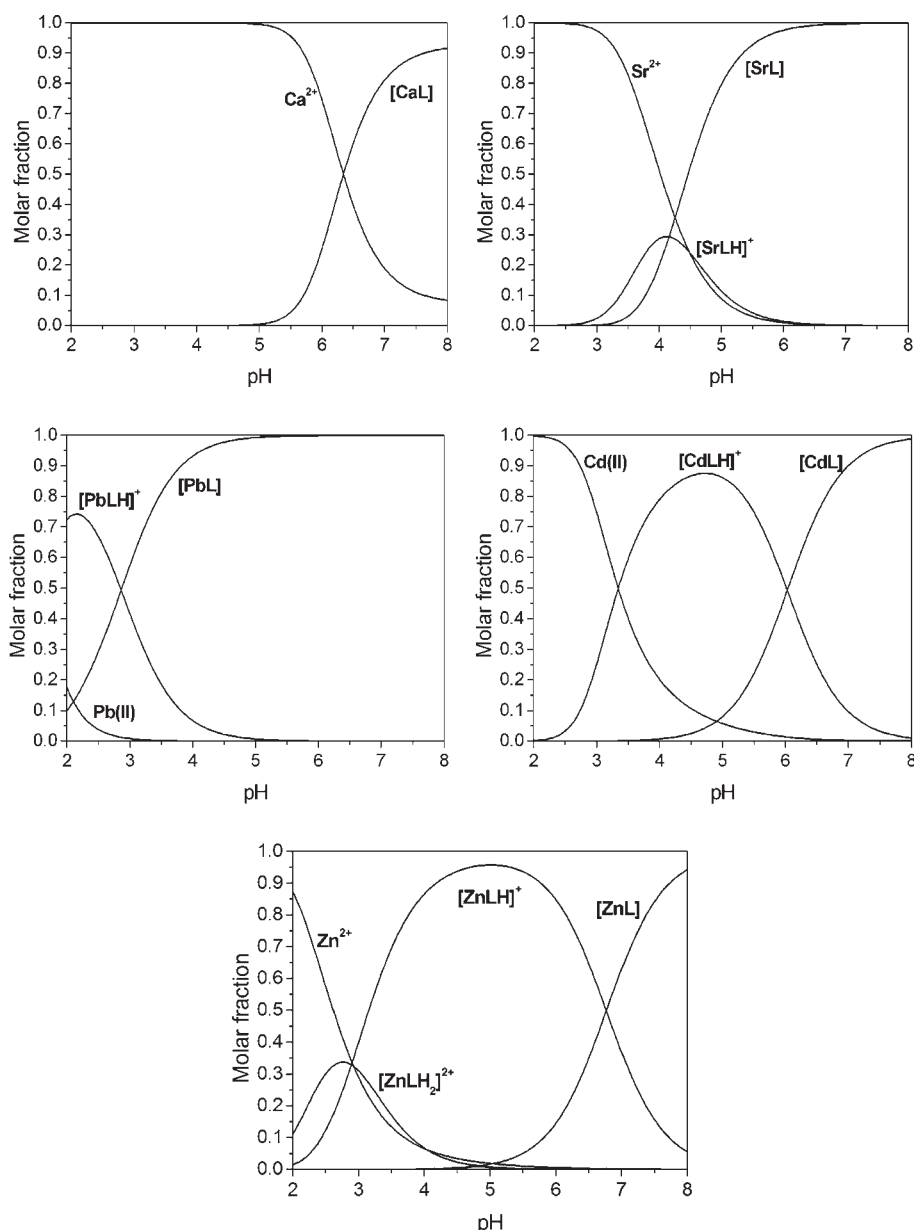 1.0
0.9
0.8
0.7
0.6
0.5
0.4
0.3
0.2
0.1
0.0
Molar fraction
Ca²⁺
[CaL]
2 3 4 5 6 7 8
pH
1.0
0.9
0.8
0.7
0.6
0.5
0.4
0.3
0.2
0.1
0.0
Molar fraction
Sr²⁺
[SrL]
[SrLH]⁺
2 3 4 5 6 7 8
pH
1.0
0.9
0.8
0.7
0.6
0.5
0.4
0.3
0.2
0.1
0.0
Molar fraction
[PbLH]⁺
[PbL]
Pb(II)
2 3 4 5 6 7 8
pH
1.0
0.9
0.8
0.7
0.6
0.5
0.4
0.3
0.2
0.1
0.0
Molar fraction
Cd(II)
[CdLH]⁺
[CdL]
2 3 4 5 6 7 8
pH
1.0
0.9
0.8
0.7
0.6
0.5
0.4
0.3
0.2
0.1
0.0
Molar fraction
Zn²⁺
[ZnLH]⁺
[ZnL]
[ZnLH₂]²⁺
2 3 4 5 6 7 8
pH